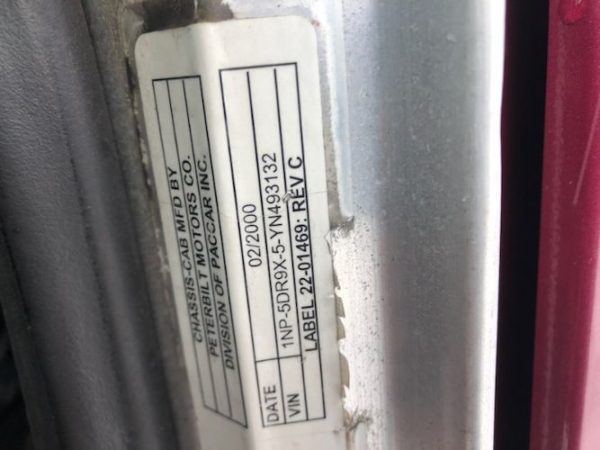 CHASSIS-CAB MFD BY
PETERBILT MOTORS CO.
DIVISION OF PACCAR INC.
DATE 02/2000
VIN 1NP-5DR9X-5-YN493132
LABEL 22-01469: REV C